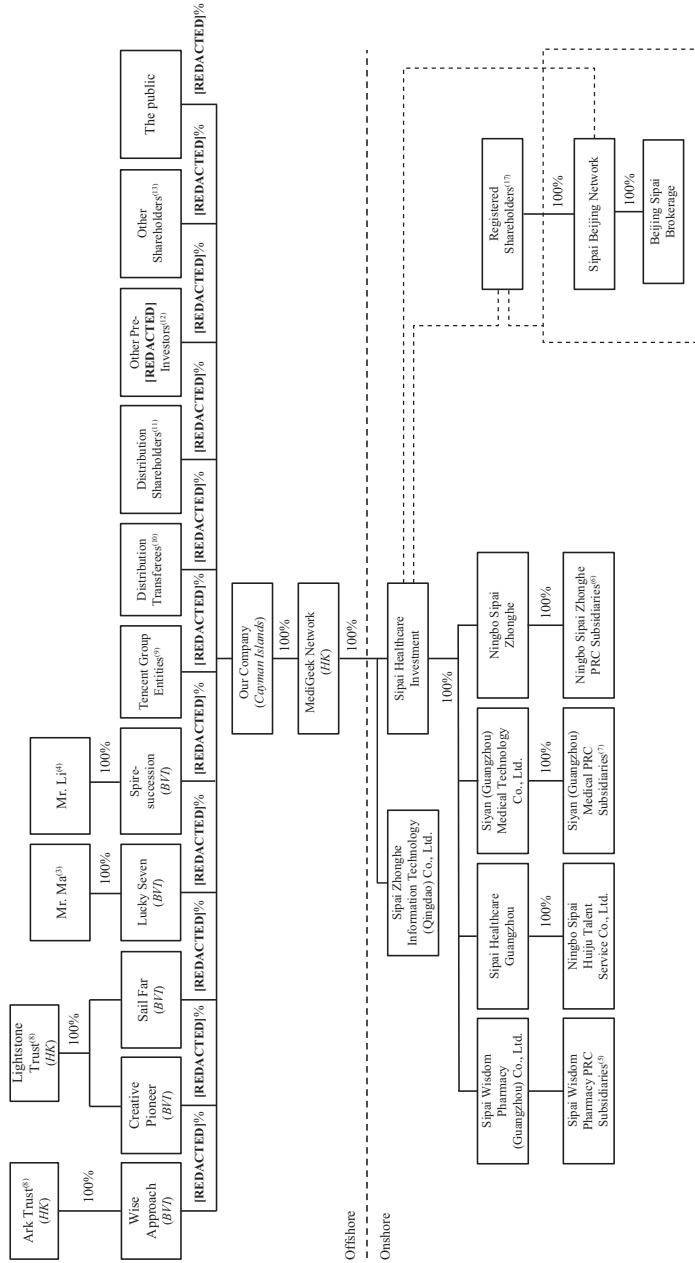 Ark Trust(8)
(HK)
Lightstone
Trust(8)
(HK)
Mr. Ma(3)
Mr. Li(4)
100%
100%
100%
100%
Wise
Approach
(BVI)
Creative
Pioneer
(BVI)
Sail Far
(BVI)
Lucky Seven
(BVI)
Spire-
succession
(BVI)
Tencent Group
Entities(9)
Distribution
Transferees(10)
Distribution
Shareholders(11)
Other Pre-
[REDACTED]
Investors(12)
Other
Shareholders(13)
The public
[REDACTED]%
[REDACTED]%
[REDACTED]%
[REDACTED]%
[REDACTED]%
[REDACTED]%
[REDACTED]%
[REDACTED]%
[REDACTED]%
[REDACTED]%
[REDACTED]%
Our Company
(Cayman Islands)
100%
MediGeek Network
(HK)
100%
Offshore
Onshore
Sipai Zhonghe
Information Technology
(Qingdao) Co., Ltd.
Sipai Healthcare
Investment
100%
Sipai Wisdom
Pharmacy
(Guangzhou) Co., Ltd.
Sipai Healthcare
Guangzhou
Siyan (Guangzhou)
Medical Technology
Co., Ltd.
Ningbo Sipai
Zhonghe
100%
100%
100%
Sipai Wisdom
Pharmacy PRC
Subsidiaries(5)
Ningbo Sipai
Huiju Talent
Service Co., Ltd.
Siyan (Guangzhou)
Medical PRC
Subsidiaries(7)
Ningbo Sipai Zhonghe
PRC Subsidiaries(6)
Registered
Shareholders(17)
100%
Sipai Beijing Network
100%
Beijing Sipai
Brokerage